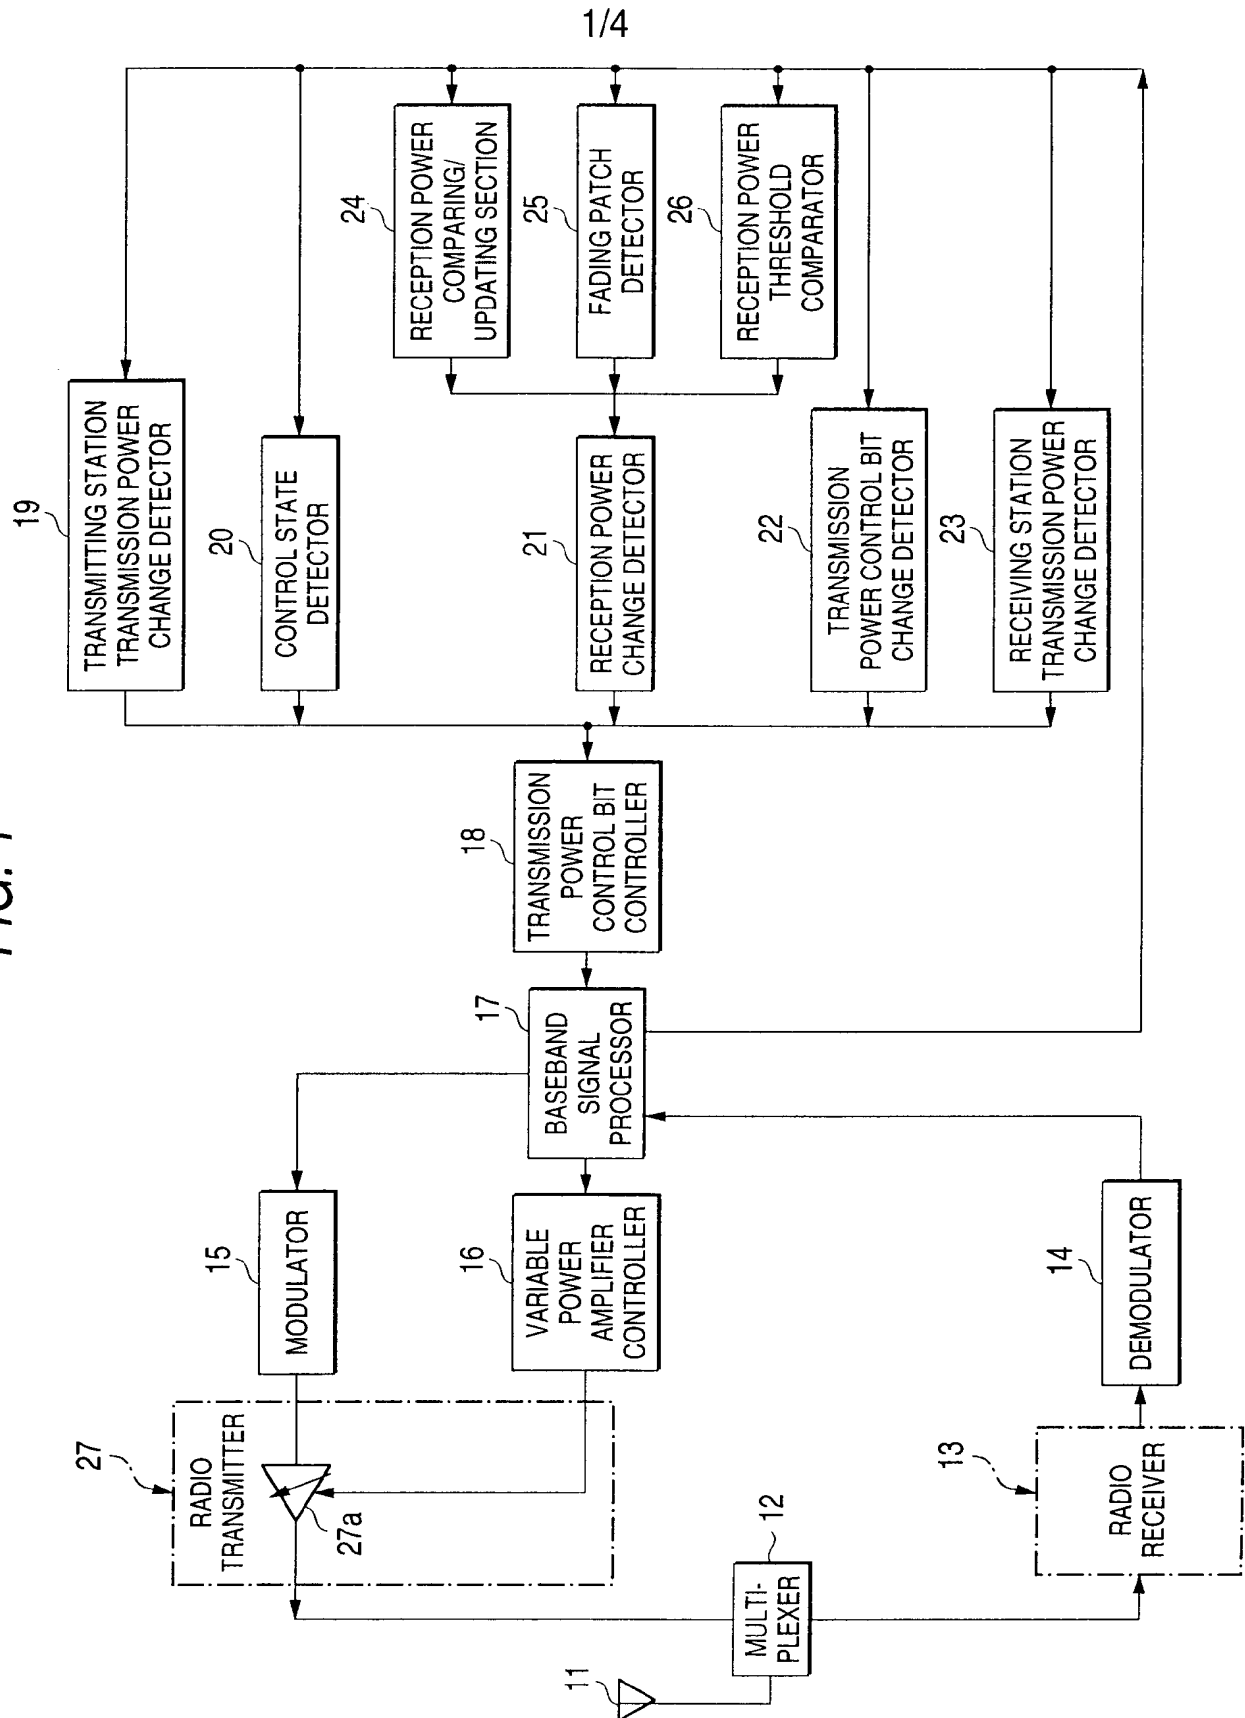 1/4
FIG. 1
19
TRANSMITTING STATION
TRANSMISSION POWER
CHANGE DETECTOR
20
CONTROL STATE
DETECTOR
24
RECEPTION POWER
COMPARING/
UPDATING SECTION
25
FADING PATCH
DETECTOR
26
RECEPTION POWER
THRESHOLD
COMPARATOR
21
RECEPTION POWER
CHANGE DETECTOR
22
TRANSMISSION
POWER CONTROL BIT
CHANGE DETECTOR
23
RECEIVING STATION
TRANSMISSION POWER
CHANGE DETECTOR
18
TRANSMISSION
POWER
CONTROL BIT
CONTROLLER
17
BASEBAND
SIGNAL
PROCESSOR
15
MODULATOR
16
VARIABLE
POWER
AMPLIFIER
CONTROLLER
14
DEMODULATOR
27
RADIO
TRANSMITTER
27a
13
RADIO
RECEIVER
12
MULTI-
PLEXER
11